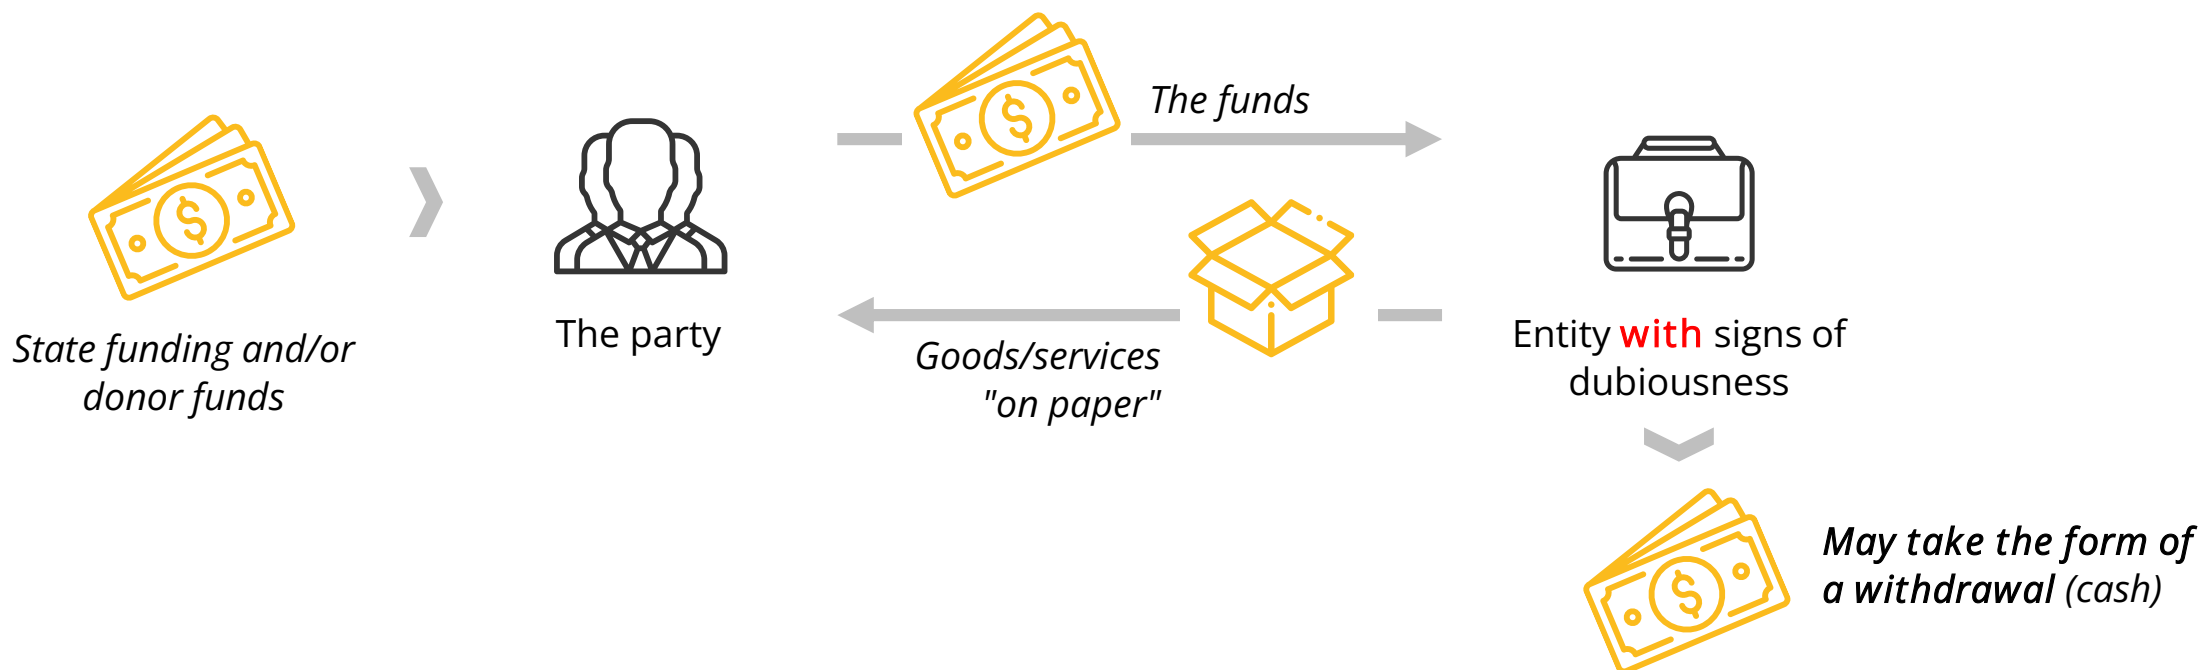 The funds
State funding and/or
donor funds
The party
Goods/services
"on paper"
Entity with signs of
dubiousness
May take the form of
a withdrawal (cash)